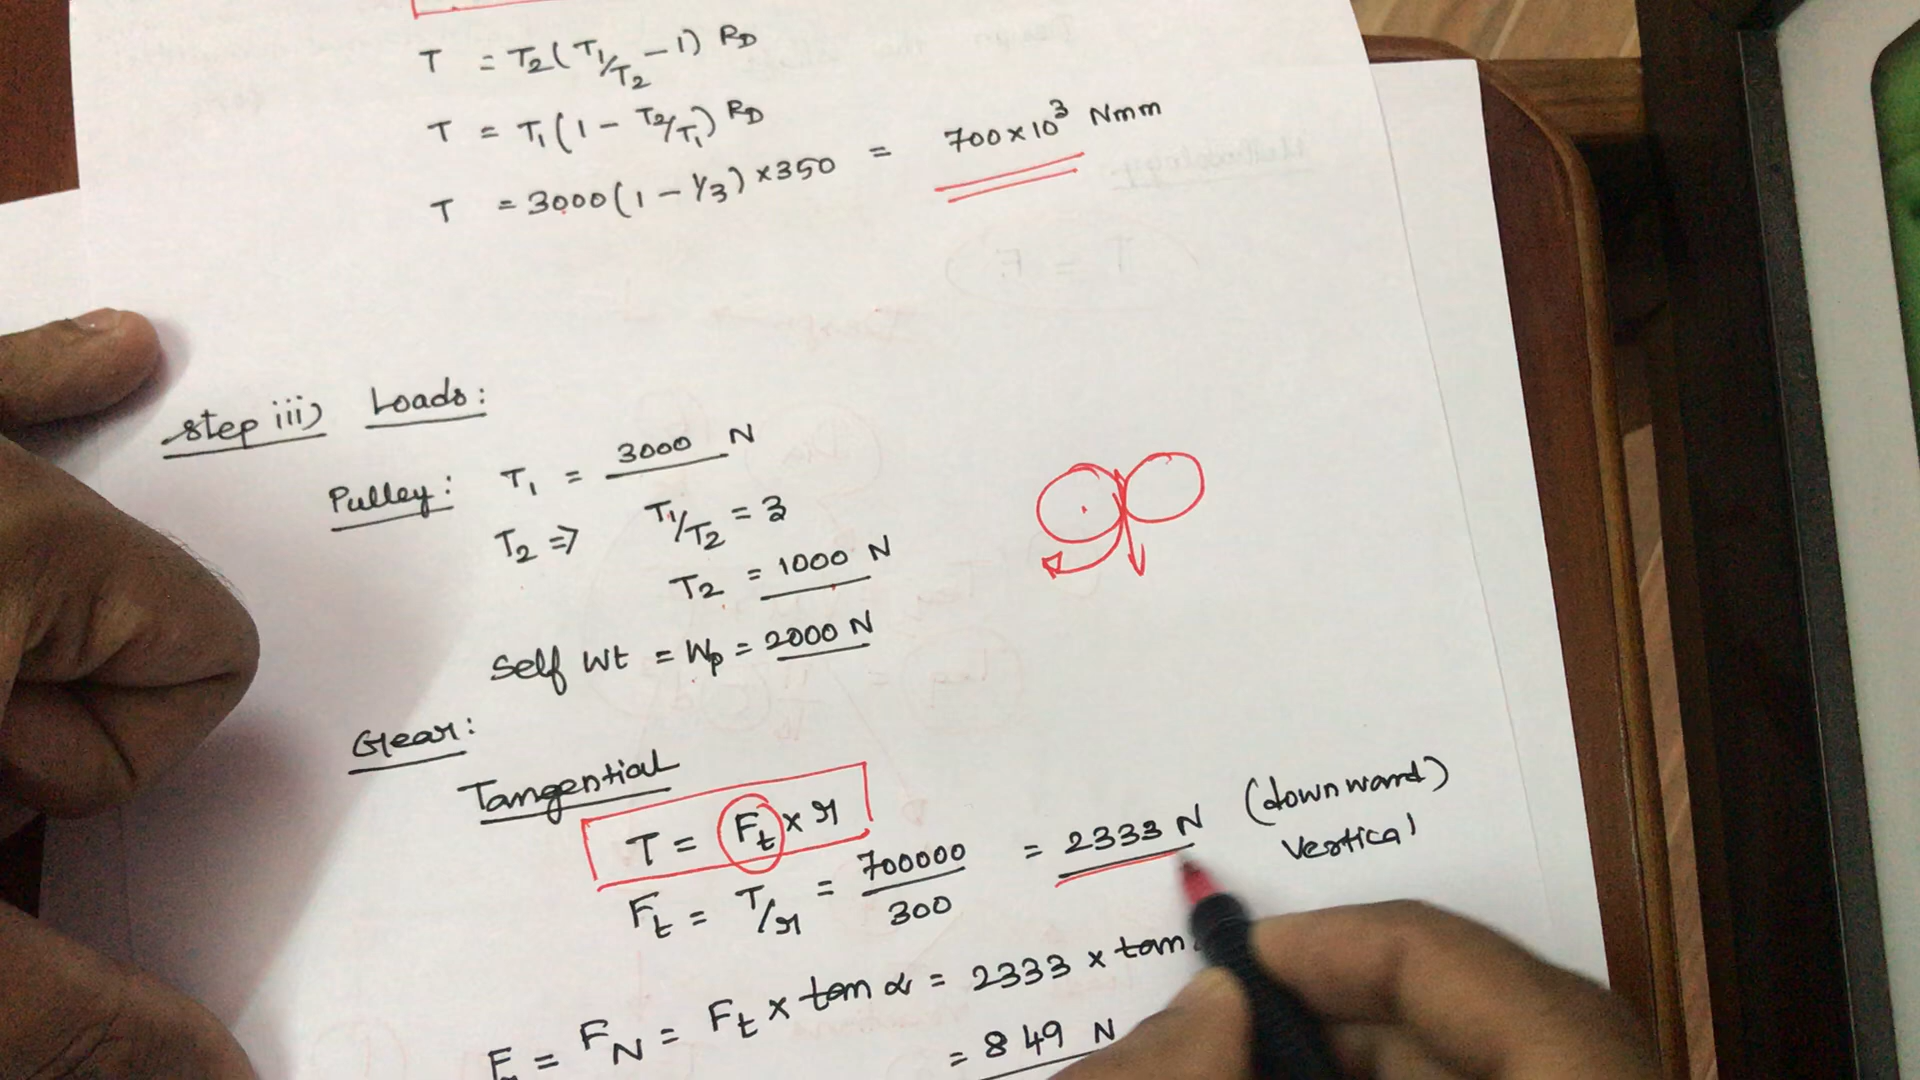 T = T2(T1/T2 - 1) RD
T = T1(1 - T2/T1) RD
T = 3000(1 - 1/3) × 350 = 700 × 10³ Nmm
step iii) Loads:
Pulley: T1 = 3000 N
T2 => T1/T2 = 3
T2 = 1000 N
Self Wt = Wp = 2000 N
Gear:
Tangential
T = Ft × r
Ft = T/r = 700000/300 = 2333 N (downward)
Vertical
= FN = Ft × tan α = 2333 × tan
= 849 N